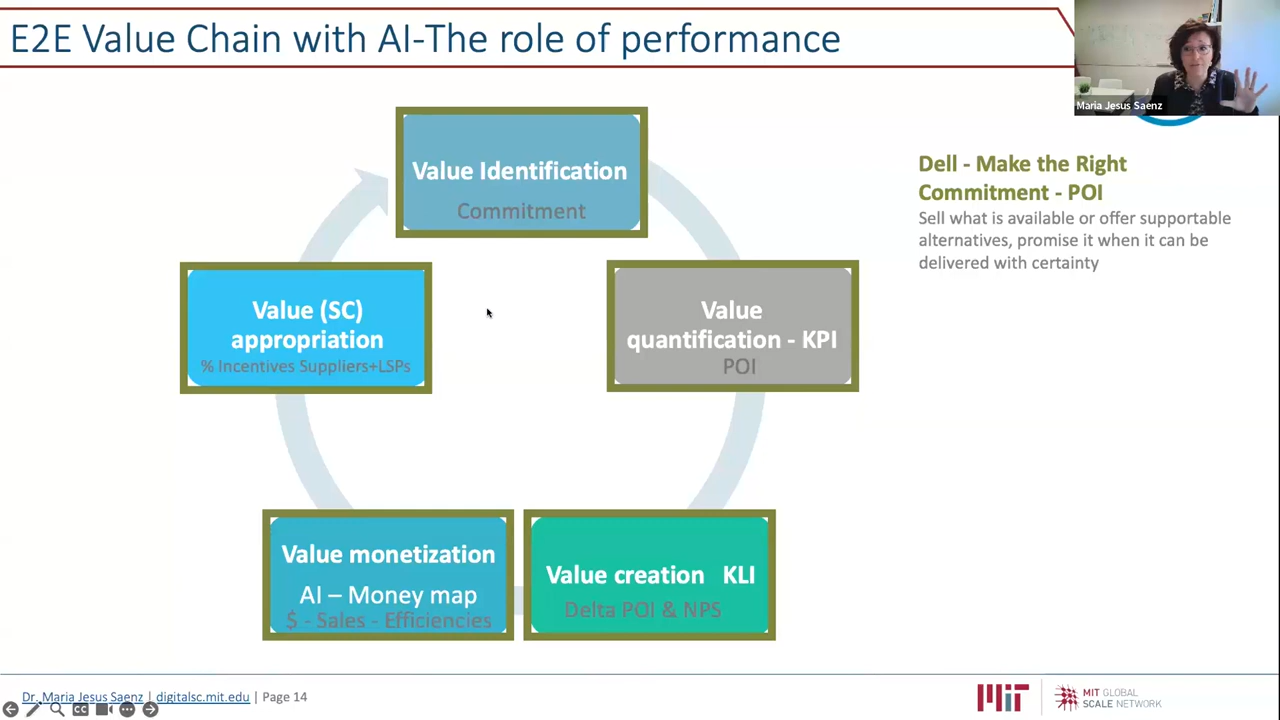 E2E Value Chain with AI-The role of performance
Maria Jesus Saenz
Value Identification
Commitment
Dell - Make the Right
Commitment - POI
Sell what is available or offer supportable
alternatives, promise it when it can be
delivered with certainty
Value (SC)
appropriation
% Incentives Suppliers+LSPs
Value
quantification - KPI
POI
Value monetization
AI – Money map
$ - Sales - Efficiencies
Value creation KLI
Delta POI & NPS
Dr. Maria Jesus Saenz | digitalsc.mit.edu | Page 14
MIT
MIT GLOBAL
SCALE NETWORK